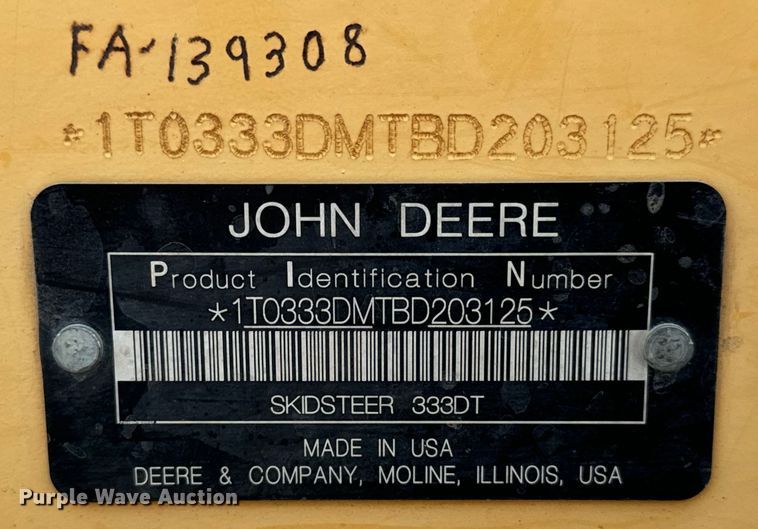 FA-139308
*1T0333DMTBD203125*
JOHN DEERE
Product Identification Number
*1T0333DMTBD203125*
SKIDSTEER 333DT
MADE IN USA
DEERE & COMPANY, MOLINE, ILLINOIS, USA
Purple Wave Auction